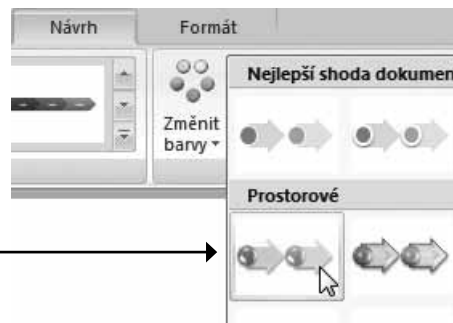 Návrh
Formát
Změnit
barvy
Nejlepší shoda dokumen
Prostorové